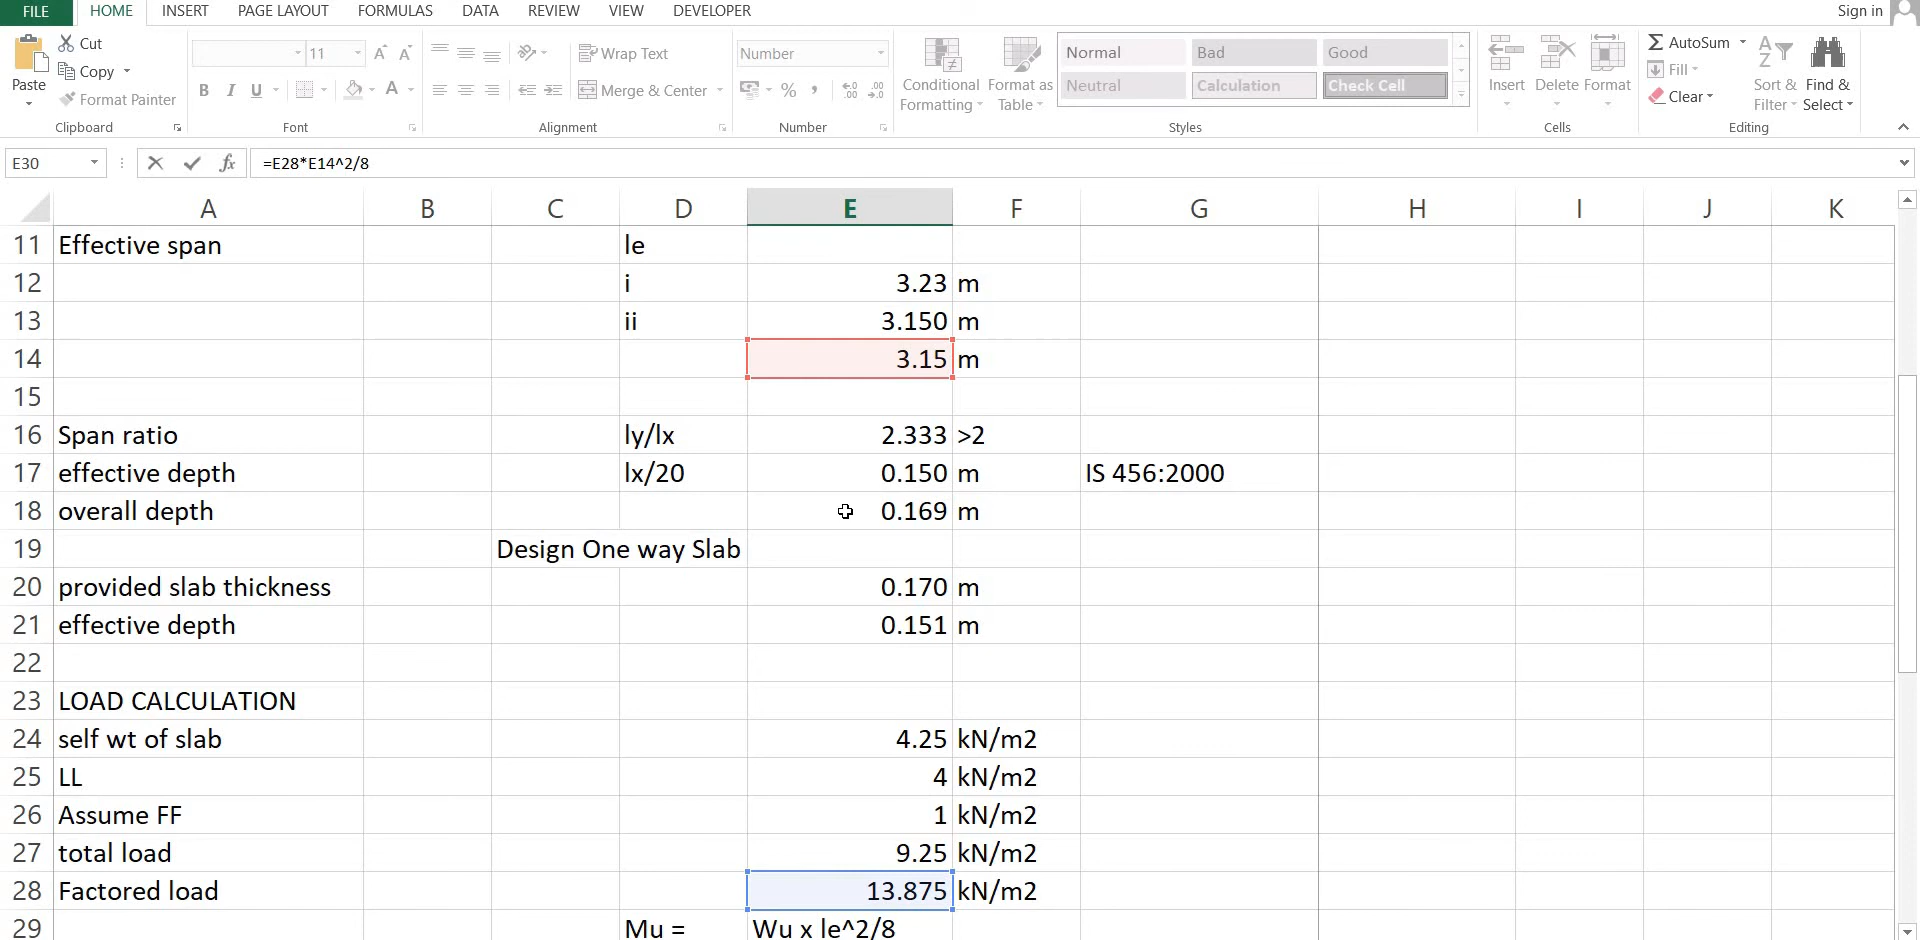 FILE HOME INSERT PAGE LAYOUT FORMULAS DATA REVIEW VIEW DEVELOPER Sign in
Paste
Cut
Copy
Format Painter
Clipboard
11 A A
B I U A
Font
Wrap Text
Merge & Center
Alignment
Number
% ,
Number
Conditional Formatting
Format as Table
Normal Bad Good
Neutral Calculation Check Cell
Styles
Insert Delete Format
Cells
AutoSum
Fill
Clear
Sort & Filter
Find & Select
Editing
E30 fx =E28*E14^2/8
A B C D E F G H I J K
11 Effective span le
12 i 3.23 m
13 ii 3.150 m
14 3.15 m
15
16 Span ratio ly/lx 2.333 >2
17 effective depth lx/20 0.150 m IS 456:2000
18 overall depth 0.169 m
19 Design One way Slab
20 provided slab thickness 0.170 m
21 effective depth 0.151 m
22
23 LOAD CALCULATION
24 self wt of slab 4.25 kN/m2
25 LL 4 kN/m2
26 Assume FF 1 kN/m2
27 total load 9.25 kN/m2
28 Factored load 13.875 kN/m2
29 Mu = Wu x le^2/8